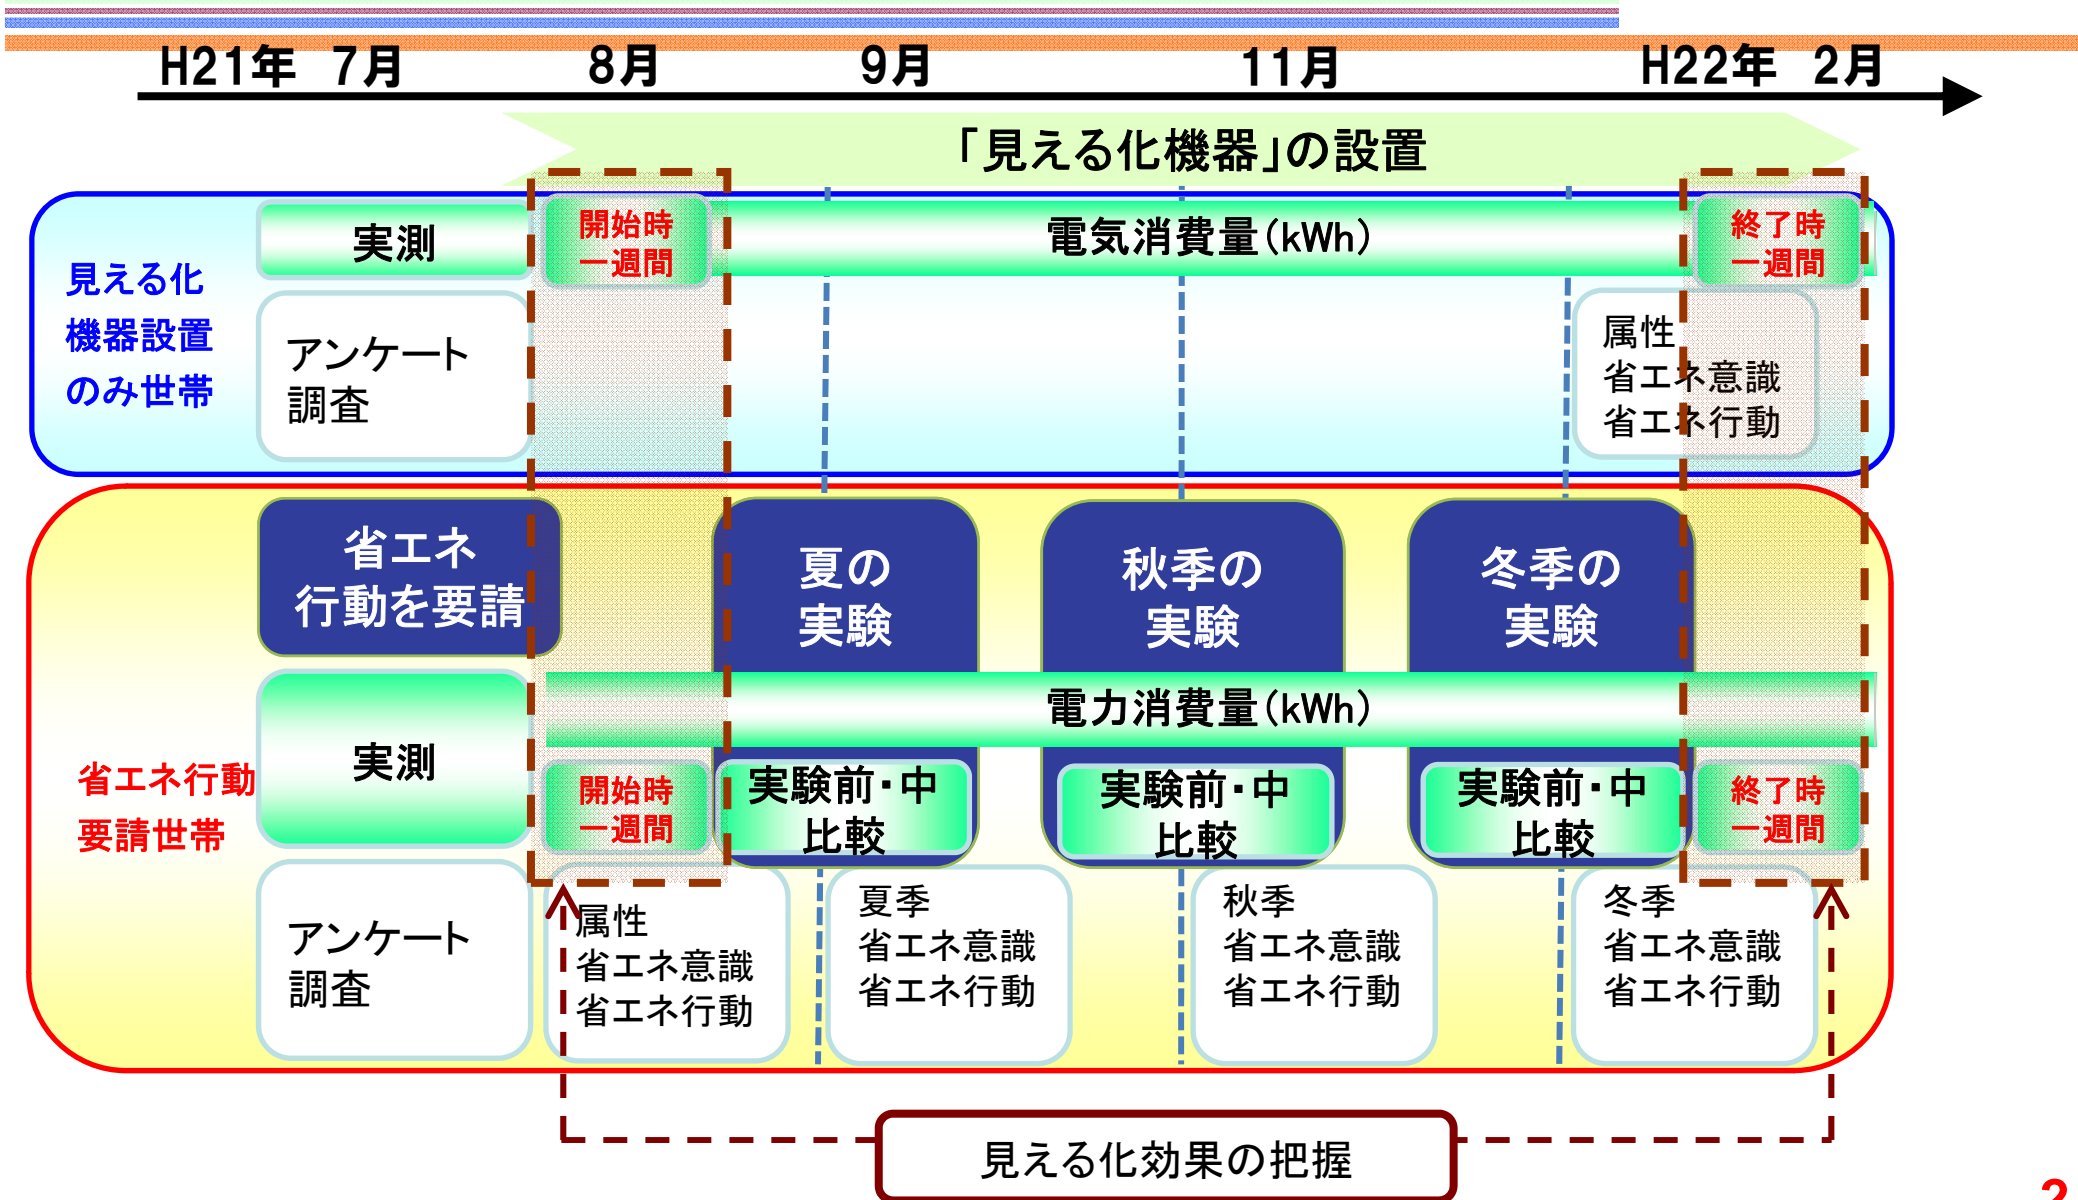 H21年 7月 8月 9月 11月 H22年 2月
「見える化機器」の設置
見える化
機器設置
のみ世帯
実測
開始時
一週間
電気消費量(kWh)
終了時
一週間
アンケート
調査
属性
省エネ意識
省エネ行動
省エネ行動
要請世帯
省エネ
行動を要請
夏の
実験
秋季の
実験
冬季の
実験
実測
電力消費量(kWh)
開始時
一週間
実験前・中
比較
実験前・中
比較
実験前・中
比較
終了時
一週間
アンケート
調査
属性
省エネ意識
省エネ行動
夏季
省エネ意識
省エネ行動
秋季
省エネ意識
省エネ行動
冬季
省エネ意識
省エネ行動
見える化効果の把握